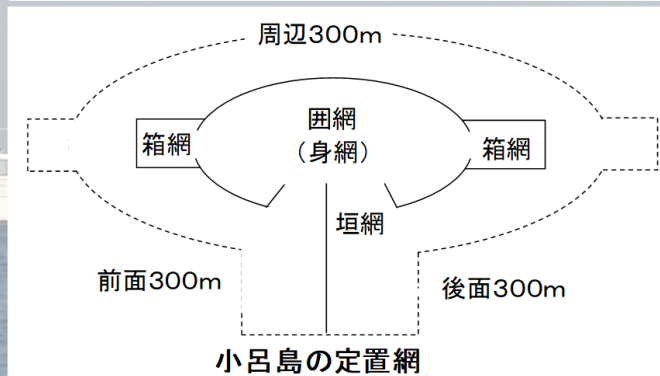 周辺300m
囲網
（身網）
箱網
箱網
垣網
前面300m
後面300m
小呂島の定置網